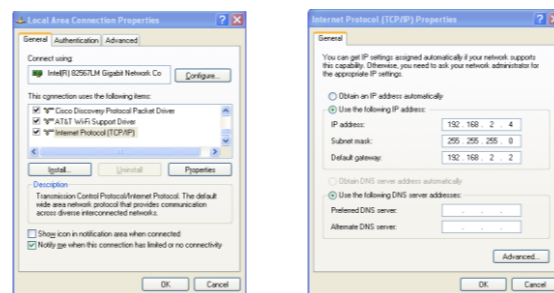 Local Area Connection Properties
General Authentication Advanced
Connect using:
Intel(R) 82567LM Gigabit Network Co
Configure...
This connection uses the following items:
Cisco Discovery Protocol Packet Driver
AT&T Wi-Fi Support Driver
Internet Protocol (TCP/IP)
Install... Uninstall Properties
Description
Transmission Control Protocol/Internet Protocol. The default
wide area network protocol that provides communication
across diverse interconnected networks.
Show icon in notification area when connected
Notify me when this connection has limited or no connectivity
OK Cancel
Internet Protocol (TCP/IP) Properties
General
You can get IP settings assigned automatically if your network supports
this capability. Otherwise, you need to ask your network administrator for
the appropriate IP settings.
Obtain an IP address automatically
Use the following IP address:
IP address: 192 . 168 . 2 . 4
Subnet mask: 255 . 255 . 255 . 0
Default gateway: 192 . 168 . 2 . 2
Obtain DNS server address automatically
Use the following DNS server addresses:
Preferred DNS server: . . .
Alternate DNS server: . . .
Advanced...
OK Cancel